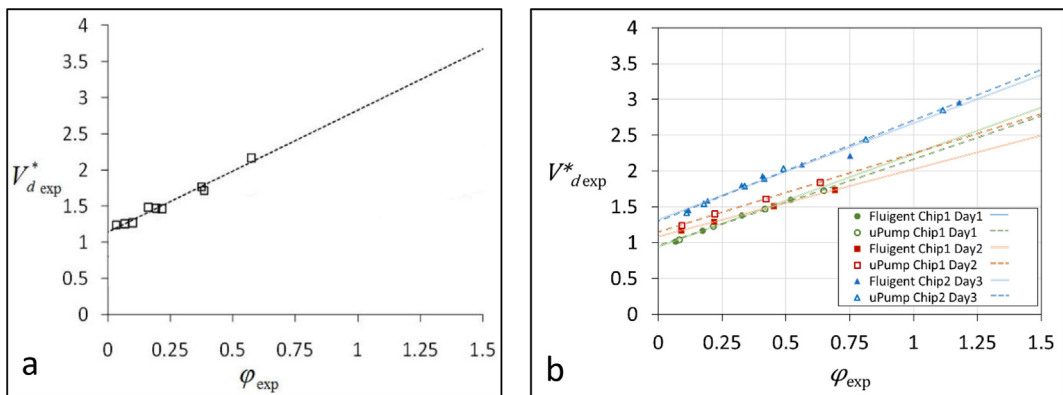 4
3.5
3
2.5
2
1.5
1
0.5
0
V*d exp
0 0.25 0.5 0.75 1 1.25 1.5
φexp
a
4
3.5
3
2.5
2
1.5
1
0.5
0
V*d exp
Fluigent Chip1 Day1
uPump Chip1 Day1
Fluigent Chip1 Day2
uPump Chip1 Day2
Fluigent Chip2 Day3
uPump Chip2 Day3
0 0.25 0.5 0.75 1 1.25 1.5
φexp
b